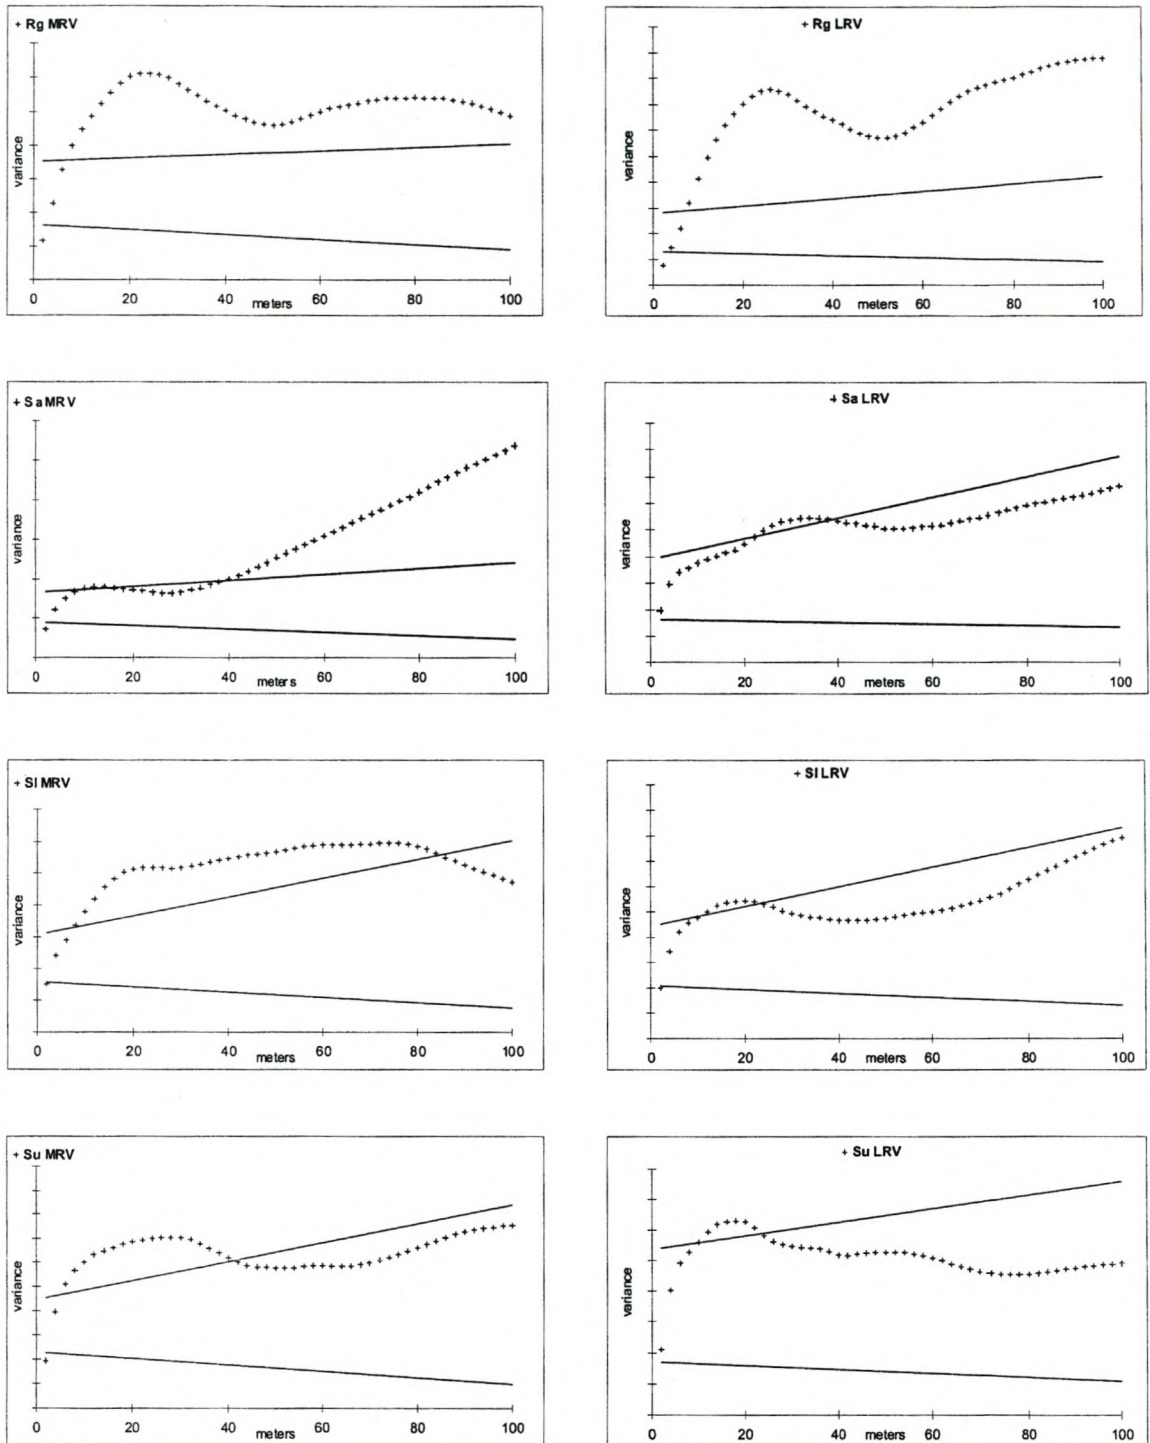 + Rg MRV
variance
0 20 40 60 80 100
meters
+ Rg LRV
variance
0 20 40 60 80 100
meters
+ Sa MRV
variance
0 20 40 60 80 100
meters
+ Sa LRV
variance
0 20 40 60 80 100
meters
+ Sl MRV
variance
0 20 40 60 80 100
meters
+ Sl LRV
variance
0 20 40 60 80 100
meters
+ Su MRV
variance
0 20 40 60 80 100
meters
+ Su LRV
variance
0 20 40 60 80 100
meters